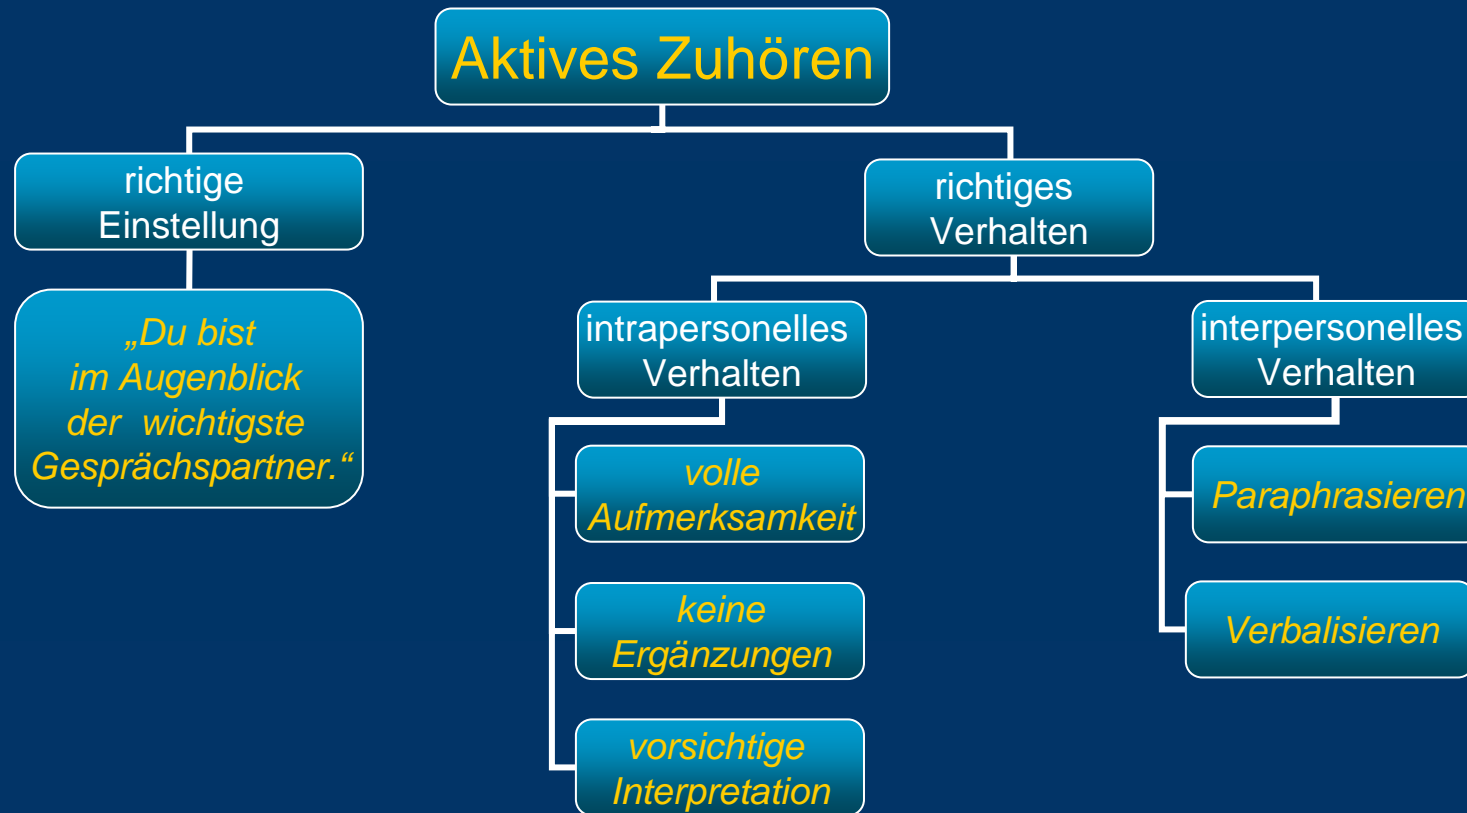 Aktives Zuhören
richtige
Einstellung
„Du bist
im Augenblick
der wichtigste
Gesprächspartner.“
richtiges
Verhalten
intrapersonelles
Verhalten
volle
Aufmerksamkeit
keine
Ergänzungen
vorsichtige
Interpretation
interpersonelles
Verhalten
Paraphrasieren
Verbalisieren